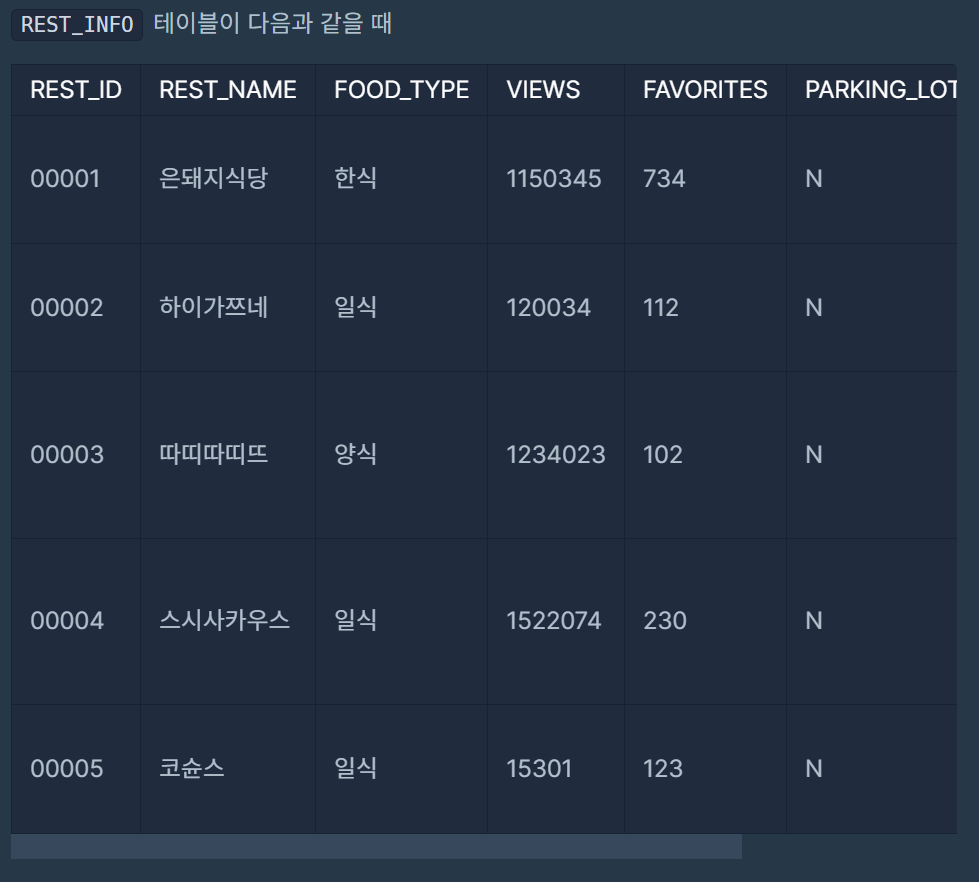 REST_INFO 테이블이 다음과 같을 때
REST_ID REST_NAME FOOD_TYPE VIEWS FAVORITES PARKING_LOT
00001 은돼지식당 한식 1150345 734 N
00002 하이가쯔네 일식 120034 112 N
00003 따띠따띠뜨 양식 1234023 102 N
00004 스시사카우스 일식 1522074 230 N
00005 코슌스 일식 15301 123 N